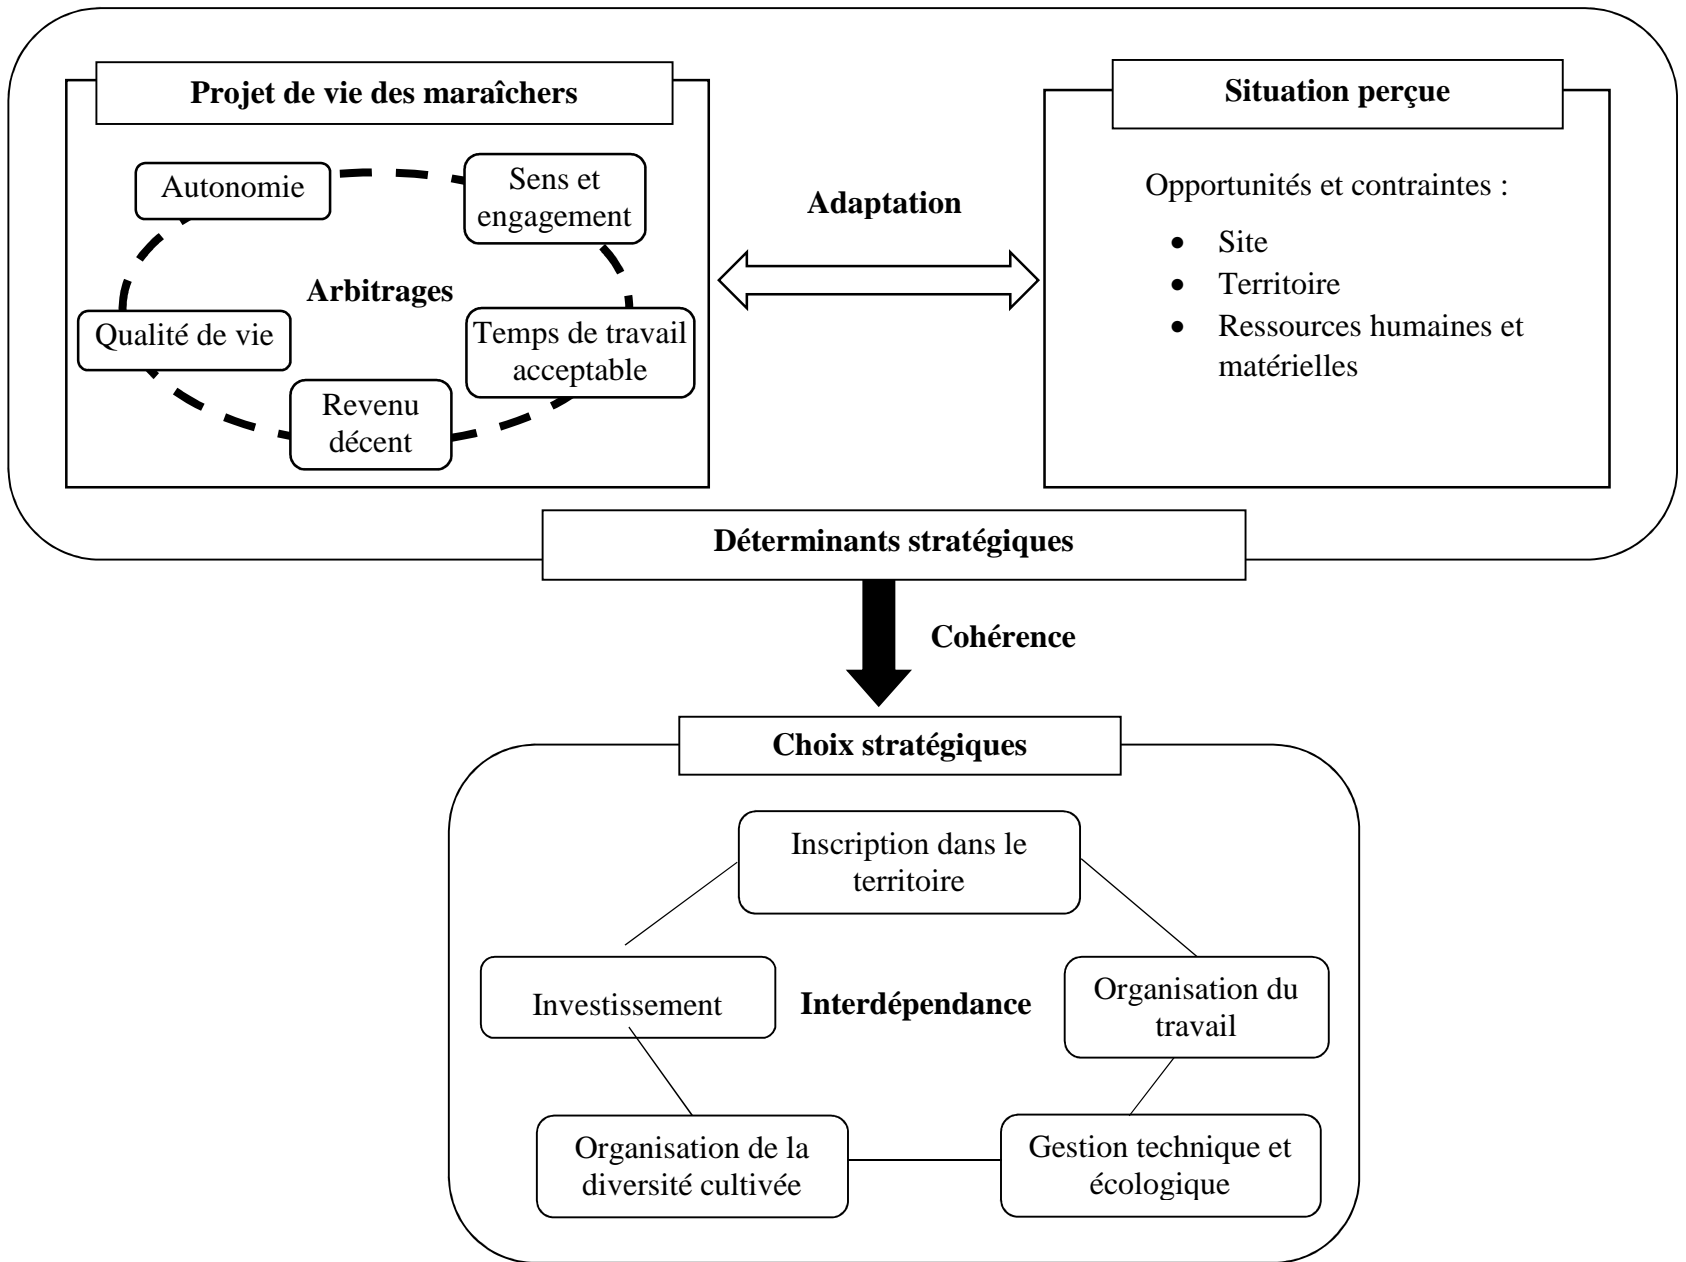 Projet de vie des maraîchers
Autonomie
Sens et
engagement
Arbitrages
Qualité de vie
Temps de travail
acceptable
Revenu
décent
Adaptation
Situation perçue
Opportunités et contraintes :
• Site
• Territoire
• Ressources humaines et
matérielles
Déterminants stratégiques
Cohérence
Choix stratégiques
Inscription dans le
territoire
Investissement
Interdépendance
Organisation du
travail
Organisation de la
diversité cultivée
Gestion technique et
écologique